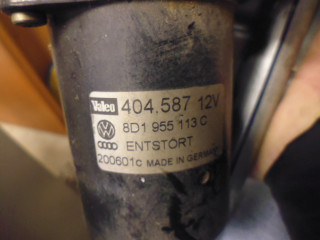 Valeo 404.587 12V
8D1 955 113 C
ENTSTÖRT
200601c MADE IN GERMANY